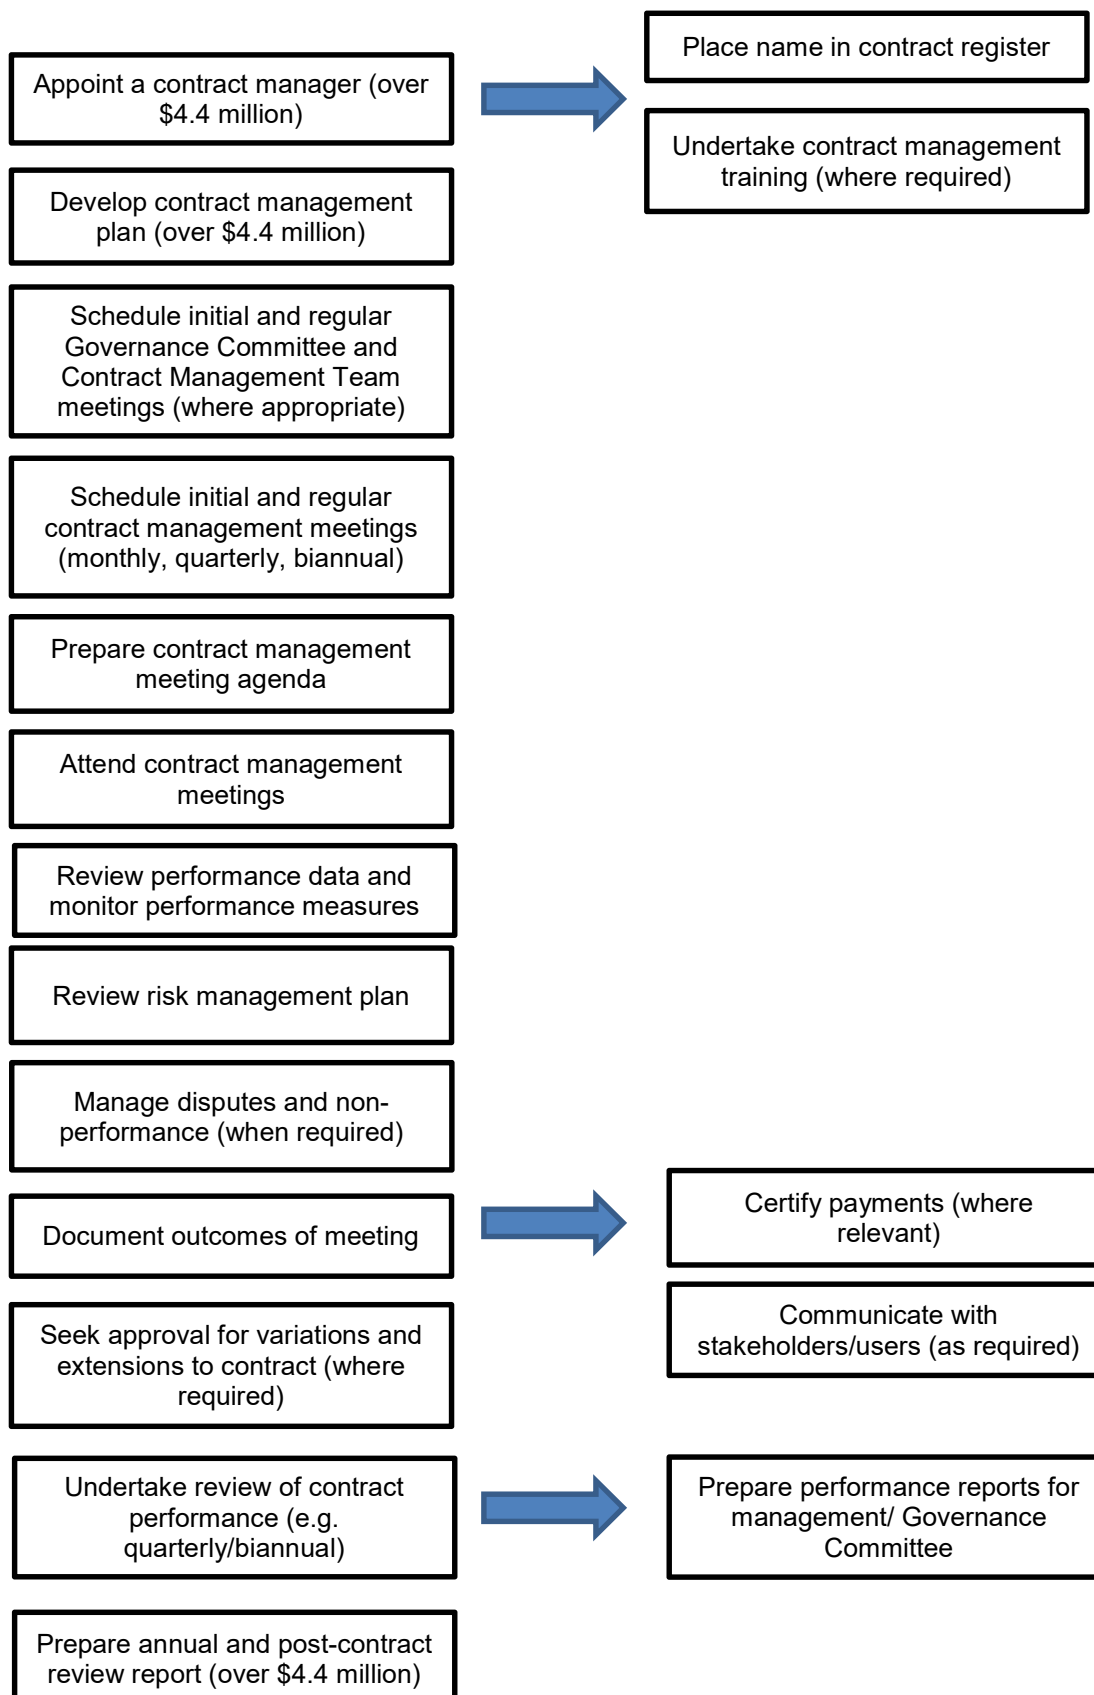 Appoint a contract manager (over
$4.4 million)
Place name in contract register
Undertake contract management
training (where required)
Develop contract management
plan (over $4.4 million)
Schedule initial and regular
Governance Committee and
Contract Management Team
meetings (where appropriate)
Schedule initial and regular
contract management meetings
(monthly, quarterly, biannual)
Prepare contract management
meeting agenda
Attend contract management
meetings
Review performance data and
monitor performance measures
Review risk management plan
Manage disputes and non-
performance (when required)
Document outcomes of meeting
Certify payments (where
relevant)
Communicate with
stakeholders/users (as required)
Seek approval for variations and
extensions to contract (where
required)
Undertake review of contract
performance (e.g.
quarterly/biannual)
Prepare performance reports for
management/ Governance
Committee
Prepare annual and post-contract
review report (over $4.4 million)